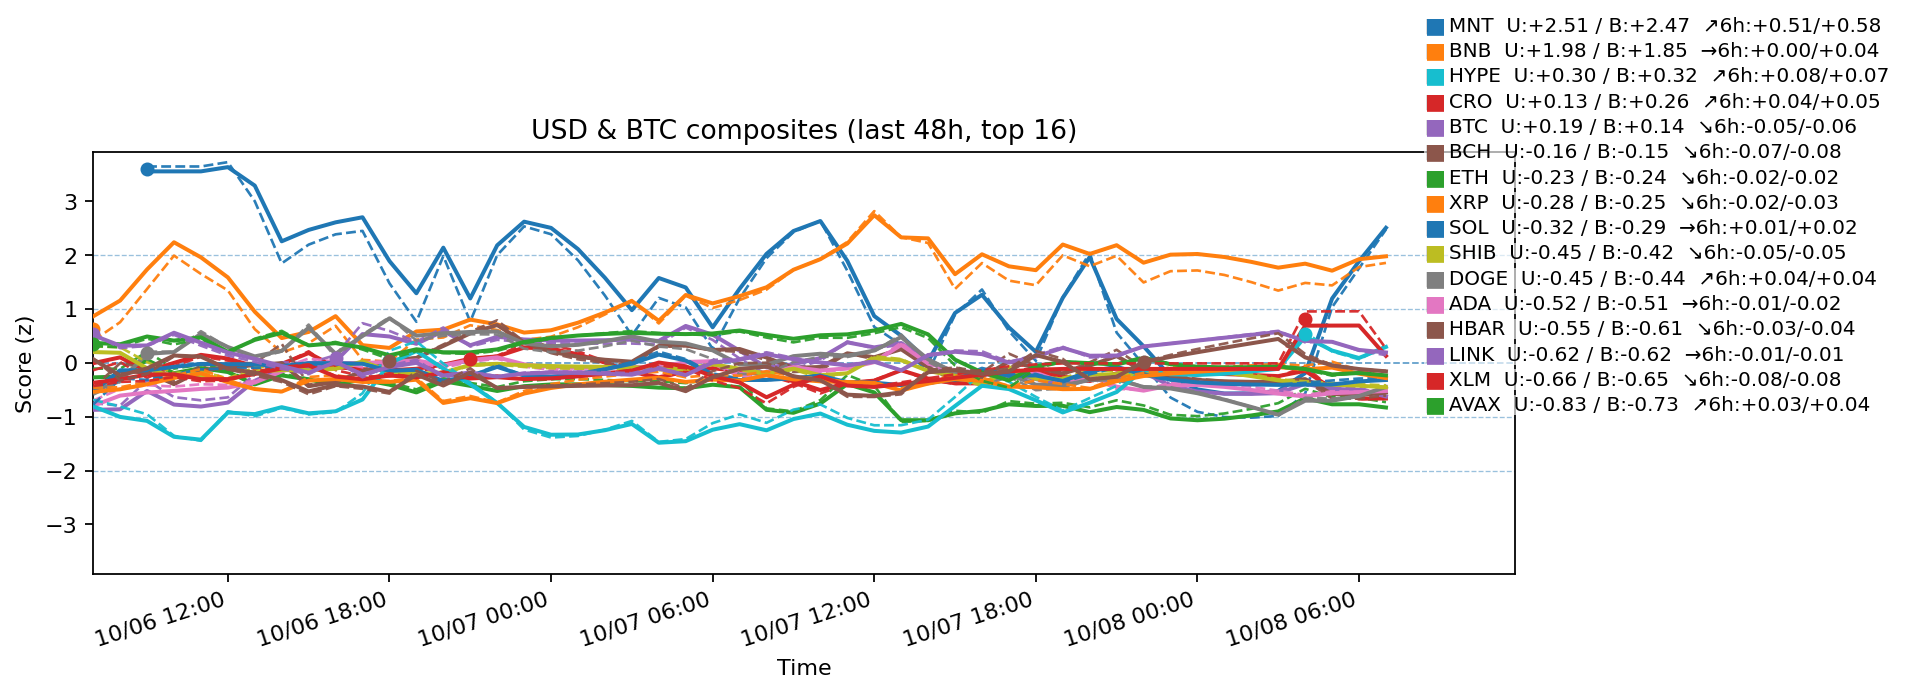 MNT U:+2.51 / B:+2.47 ↗6h:+0.51/+0.58
BNB U:+1.98 / B:+1.85 →6h:+0.00/+0.04
HYPE U:+0.30 / B:+0.32 ↗6h:+0.08/+0.07
CRO U:+0.13 / B:+0.26 ↗6h:+0.04/+0.05
BTC U:+0.19 / B:+0.14 ↘6h:-0.05/-0.06
BCH U:-0.16 / B:-0.15 ↘6h:-0.07/-0.08
ETH U:-0.23 / B:-0.24 ↘6h:-0.02/-0.02
XRP U:-0.28 / B:-0.25 ↘6h:-0.02/-0.03
SOL U:-0.32 / B:-0.29 →6h:+0.01/+0.02
SHIB U:-0.45 / B:-0.42 ↘6h:-0.05/-0.05
DOGE U:-0.45 / B:-0.44 ↗6h:+0.04/+0.04
ADA U:-0.52 / B:-0.51 →6h:-0.01/-0.02
HBAR U:-0.55 / B:-0.61 ↘6h:-0.03/-0.04
LINK U:-0.62 / B:-0.62 →6h:-0.01/-0.01
XLM U:-0.66 / B:-0.65 ↘6h:-0.08/-0.08
AVAX U:-0.83 / B:-0.73 ↗6h:+0.03/+0.04
USD & BTC composites (last 48h, top 16)
Score (z)
3
2
1
0
−1
−2
−3
10/06 12:00
10/06 18:00
10/07 00:00
10/07 06:00
10/07 12:00
10/07 18:00
10/08 00:00
10/08 06:00
Time